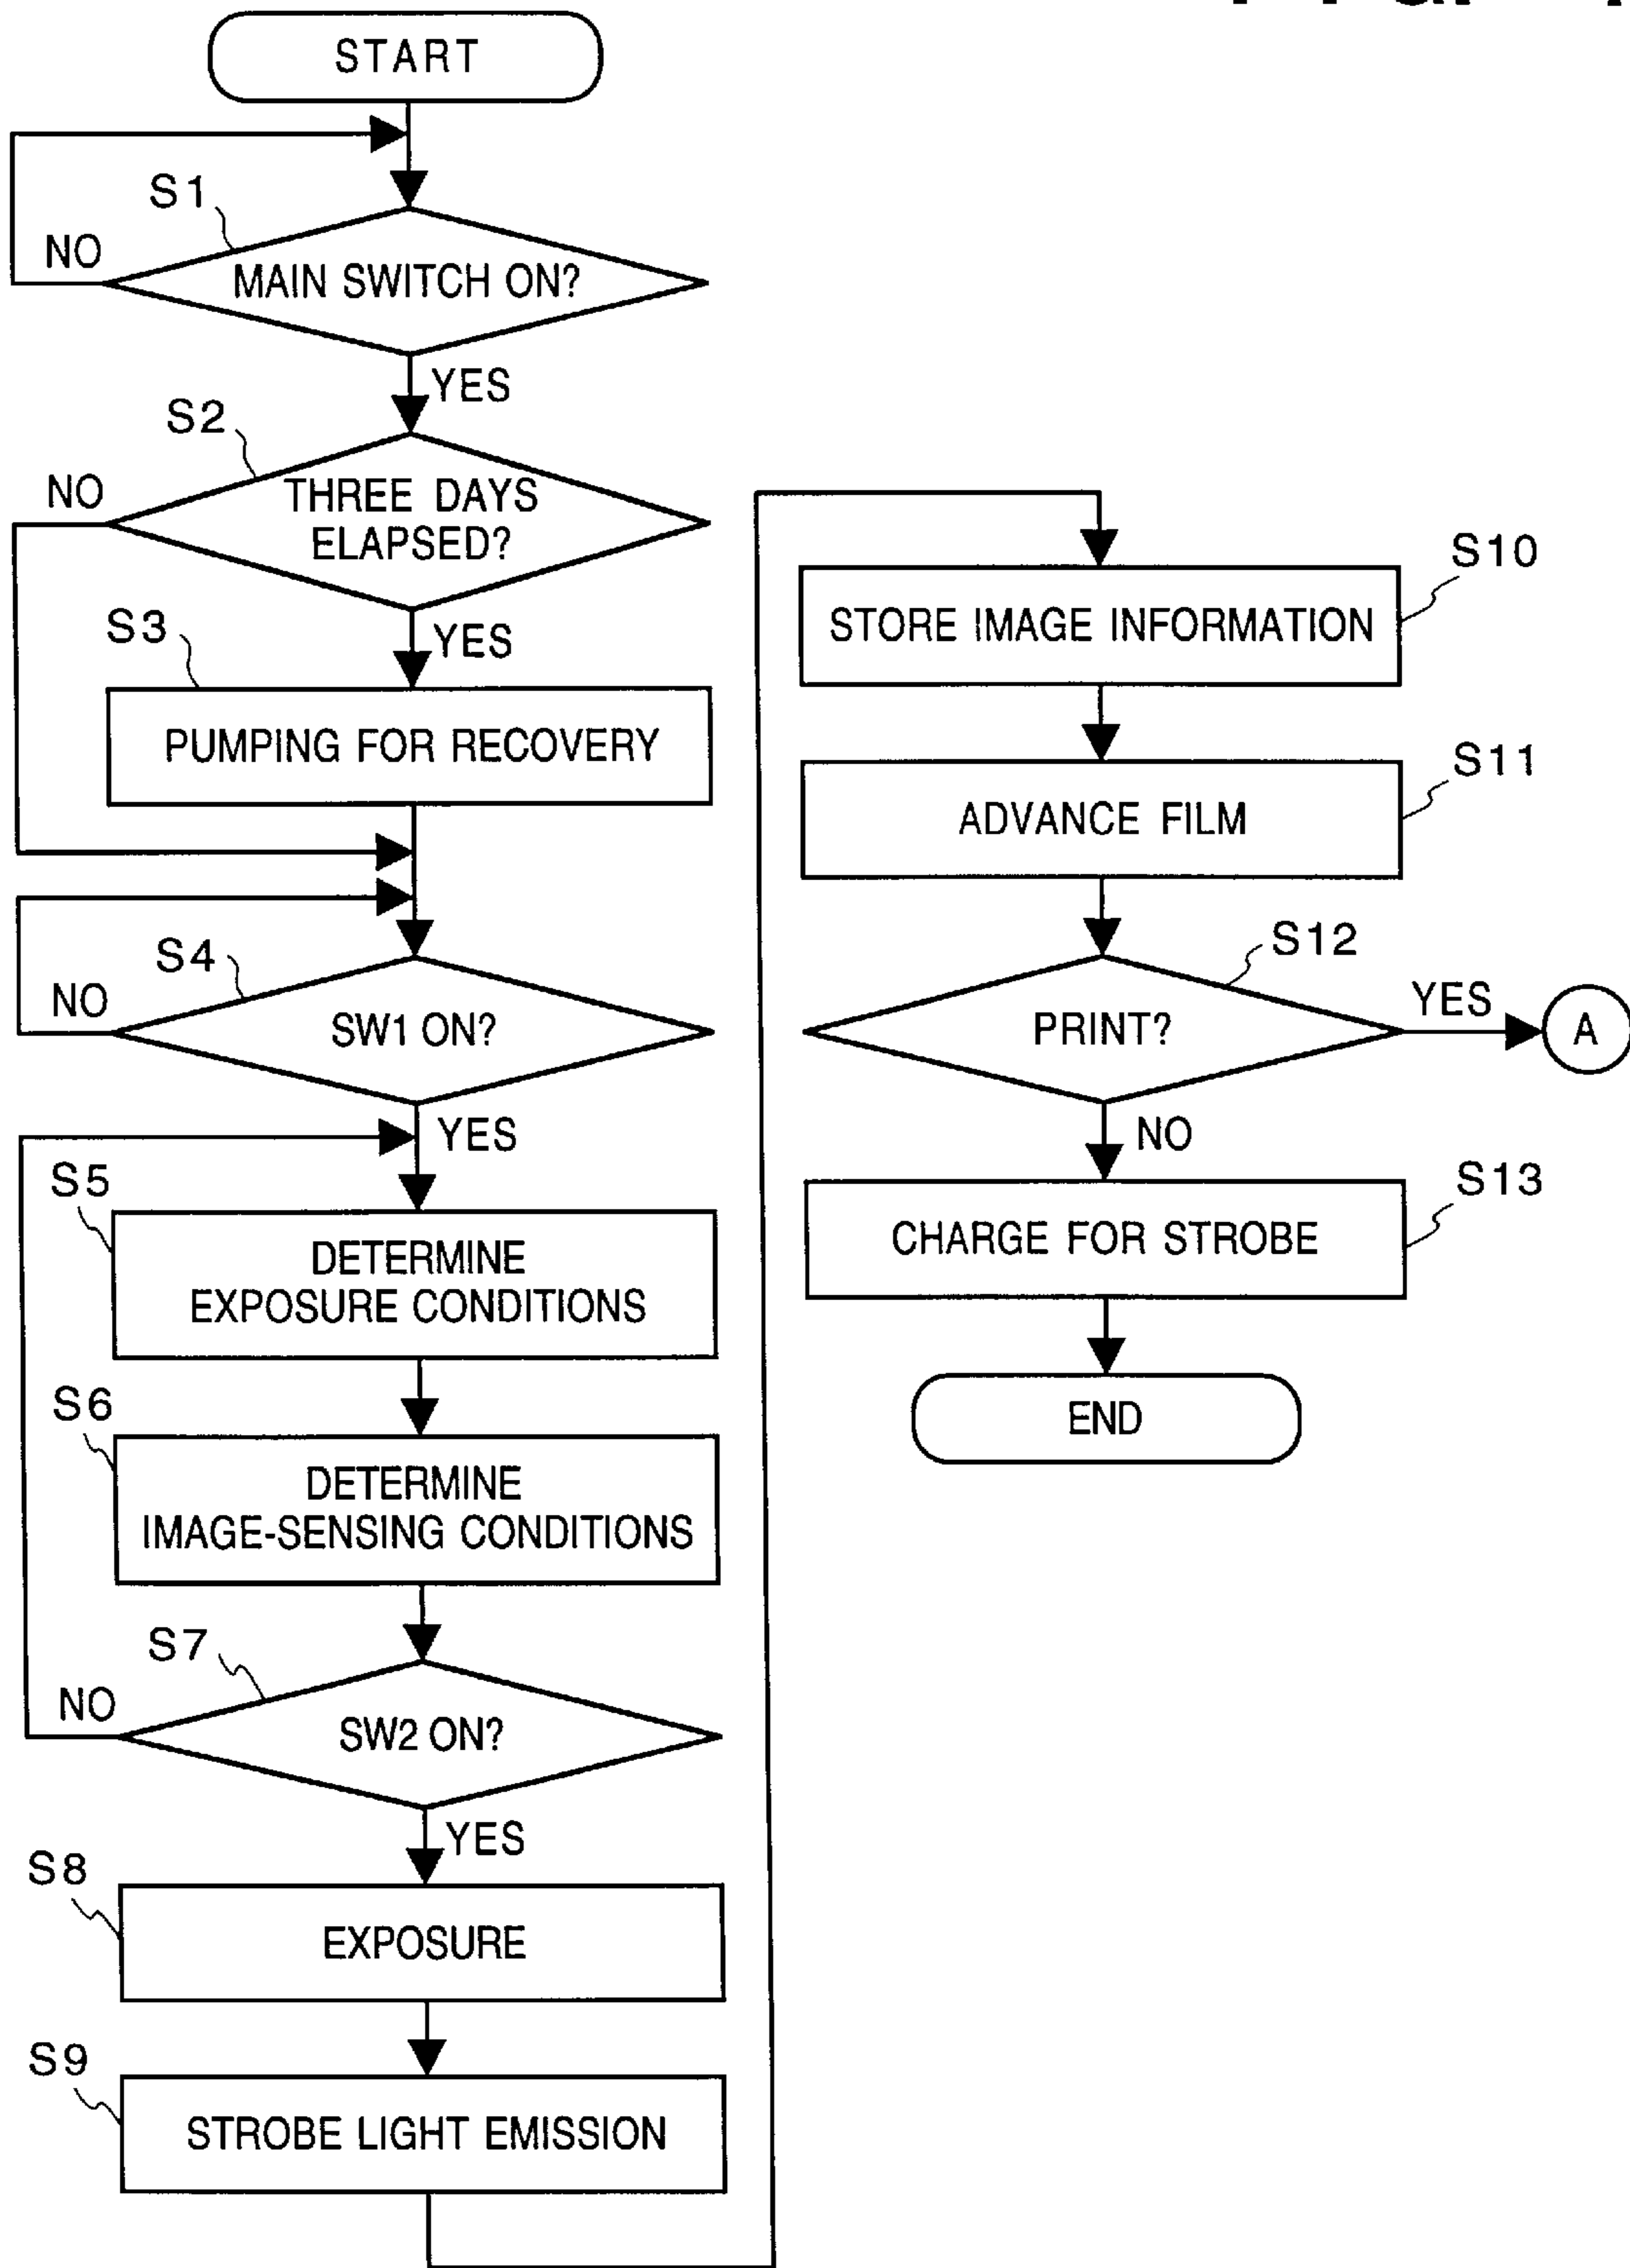 START
S1
NO
MAIN SWITCH ON?
YES
S2
NO
THREE DAYS
ELAPSED?
YES
S3
PUMPING FOR RECOVERY
S4
NO
SW1 ON?
YES
S5
DETERMINE
EXPOSURE CONDITIONS
S6
DETERMINE
IMAGE-SENSING CONDITIONS
S7
NO
SW2 ON?
YES
S8
EXPOSURE
S9
STROBE LIGHT EMISSION
S10
STORE IMAGE INFORMATION
S11
ADVANCE FILM
S12
PRINT?
YES
A
NO
S13
CHARGE FOR STROBE
END